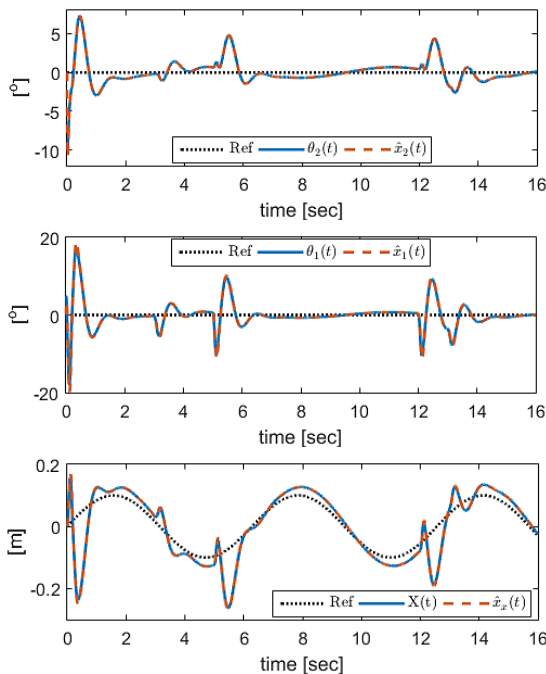 5
0
-5
-10
[°]
Ref θ₂(t) x̂₂(t)
0 2 4 6 8 10 12 14 16
time [sec]
20
0
-20
[°]
Ref θ₁(t) x̂₁(t)
0 2 4 6 8 10 12 14 16
time [sec]
0.2
0
-0.2
[m]
Ref X(t) x̂ₓ(t)
0 2 4 6 8 10 12 14 16
time [sec]